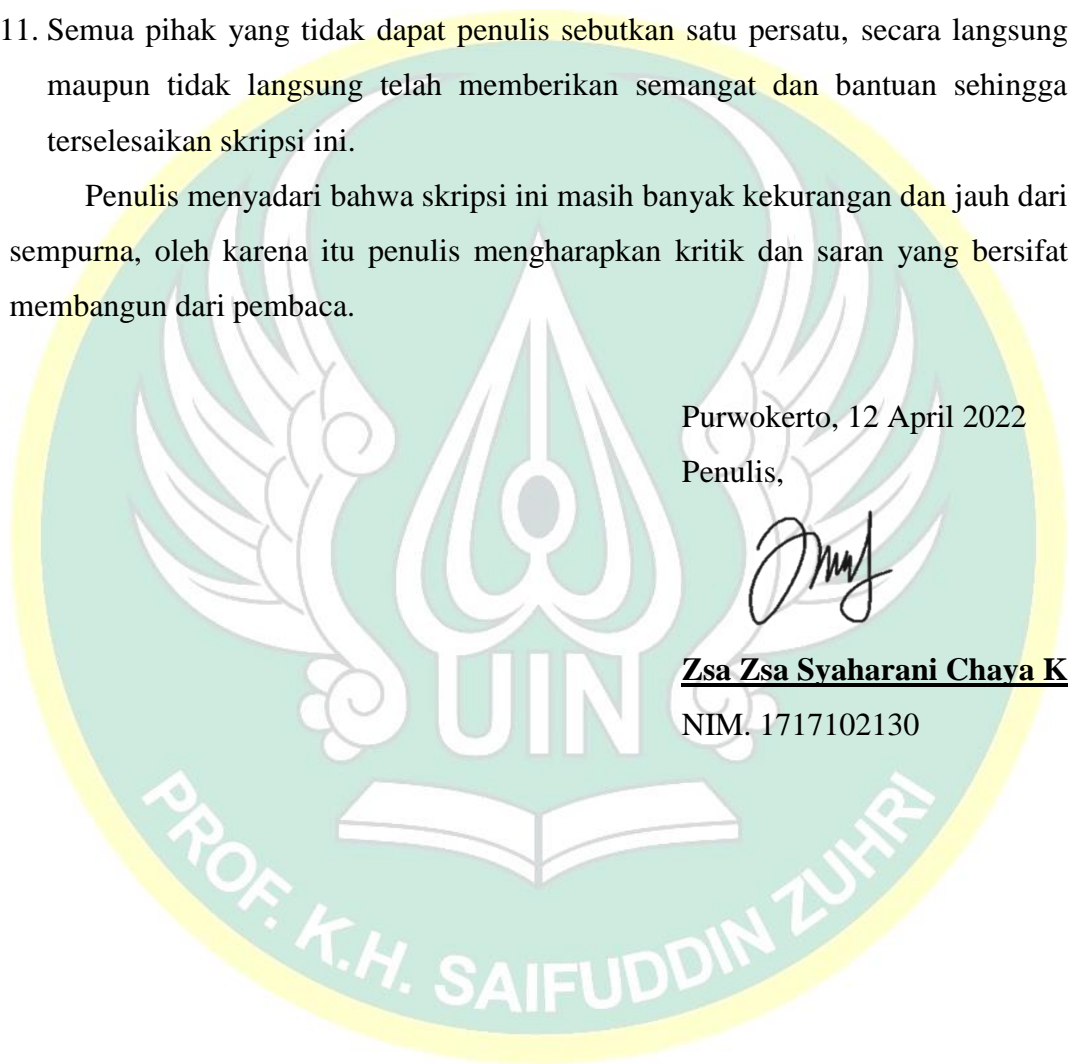 11. Semua pihak yang tidak dapat penulis sebutkan satu persatu, secara langsung
maupun tidak langsung telah memberikan semangat dan bantuan sehingga
terselesaikan skripsi ini.
Penulis menyadari bahwa skripsi ini masih banyak kekurangan dan jauh dari
sempurna, oleh karena itu penulis mengharapkan kritik dan saran yang bersifat
membangun dari pembaca.
Purwokerto, 12 April 2022
Penulis,
Zsa Zsa Syaharani Chaya K
NIM. 1717102130
UIN
PROF. K.H. SAIFUDDIN ZUHRI